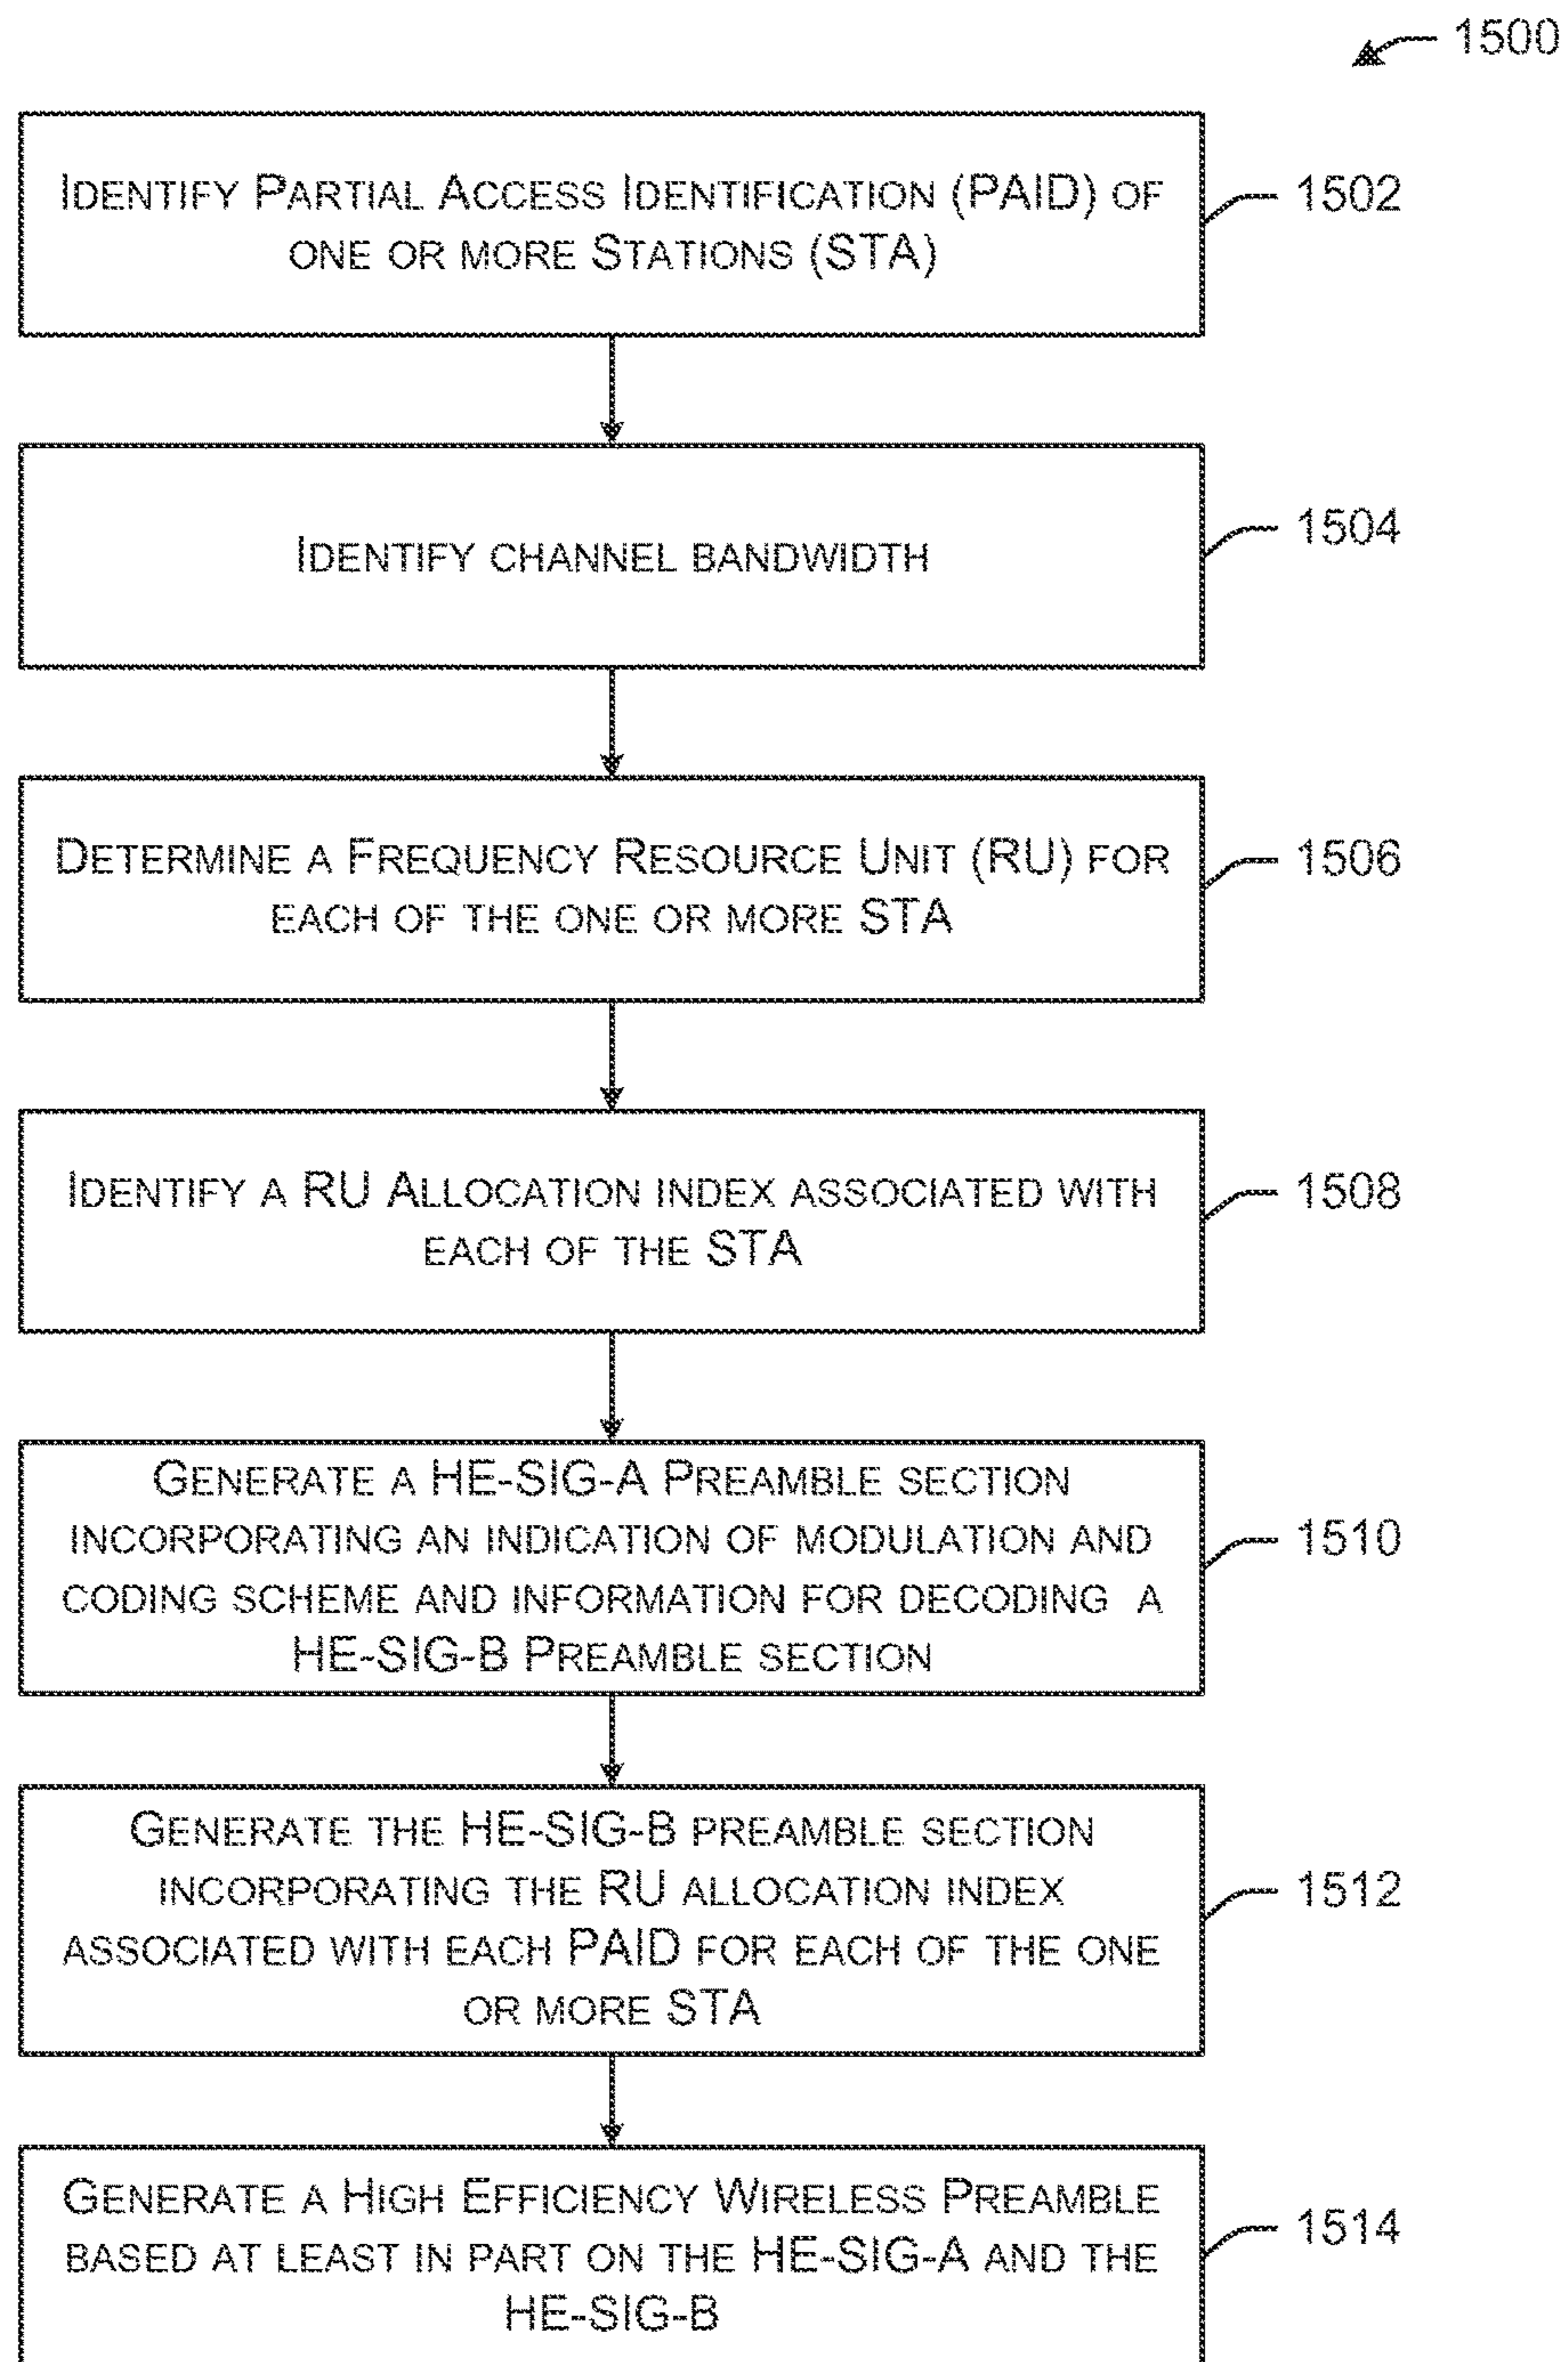 1500
IDENTIFY PARTIAL ACCESS IDENTIFICATION (PAID) OF
ONE OR MORE STATIONS (STA)
1502
IDENTIFY CHANNEL BANDWIDTH
1504
DETERMINE A FREQUENCY RESOURCE UNIT (RU) FOR
EACH OF THE ONE OR MORE STA
1506
IDENTIFY A RU ALLOCATION INDEX ASSOCIATED WITH
EACH OF THE STA
1508
GENERATE A HE-SIG-A PREAMBLE SECTION
INCORPORATING AN INDICATION OF MODULATION AND
CODING SCHEME AND INFORMATION FOR DECODING A
HE-SIG-B PREAMBLE SECTION
1510
GENERATE THE HE-SIG-B PREAMBLE SECTION
INCORPORATING THE RU ALLOCATION INDEX
ASSOCIATED WITH EACH PAID FOR EACH OF THE ONE
OR MORE STA
1512
GENERATE A HIGH EFFICIENCY WIRELESS PREAMBLE
BASED AT LEAST IN PART ON THE HE-SIG-A AND THE
HE-SIG-B
1514